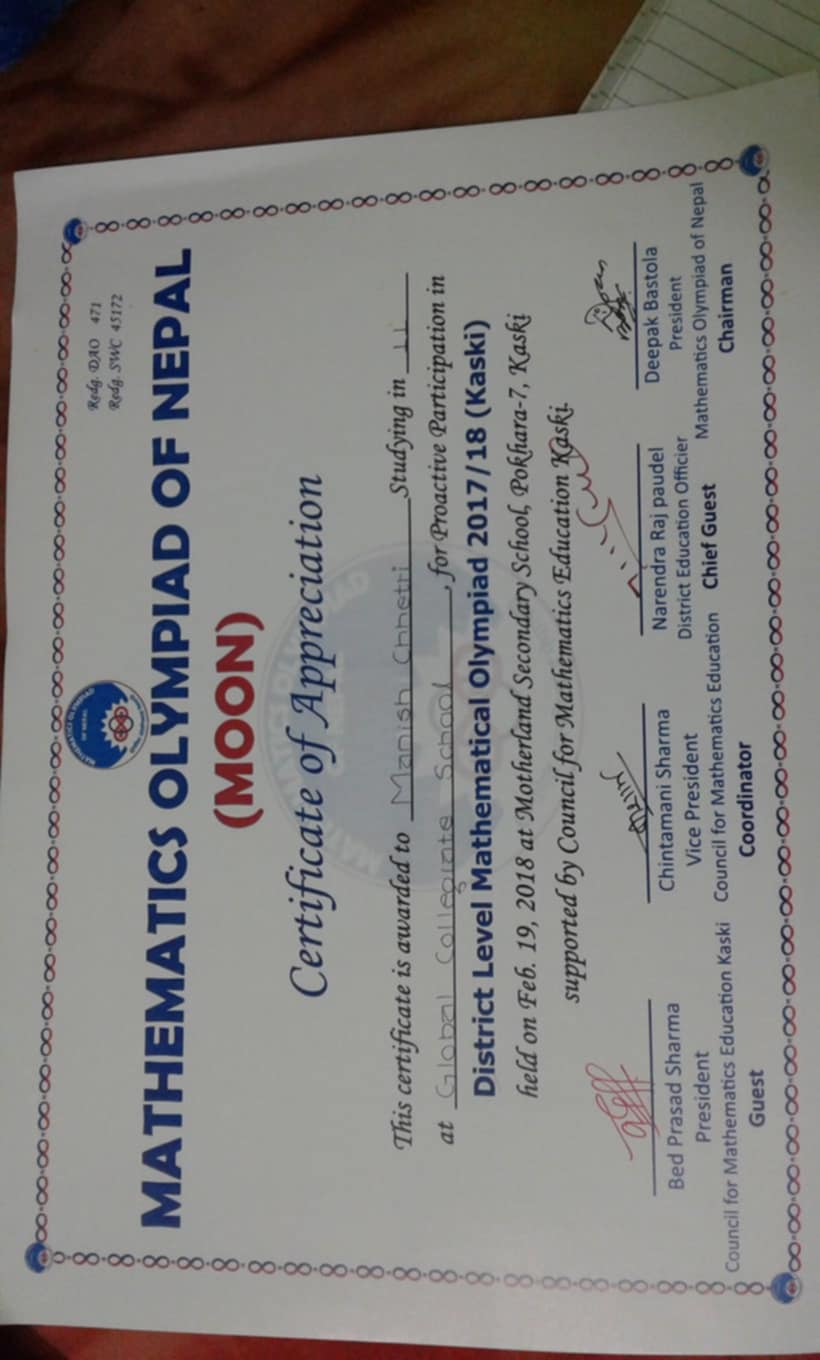 Redg. DAO 471
Redg. SWC 45172
MATHEMATICS OLYMPIAD OF NEPAL
(MOON)
Certificate of Appreciation
This certificate is awarded to Manish Chhetri Studying in 11
at Global Collegiate School, for Proactive Participation in
District Level Mathematical Olympiad 2017/18 (Kaski)
held on Feb. 19, 2018 at Motherland Secondary School, Pokhara-7, Kaski
supported by Council for Mathematics Education Kaski.
Bed Prasad Sharma
President
Council for Mathematics Education Kaski
Guest
Chintamani Sharma
Vice President
Council for Mathematics Education
Coordinator
Narendra Raj paudel
District Education Officier
Chief Guest
Deepak Bastola
President
Mathematics Olympiad of Nepal
Chairman